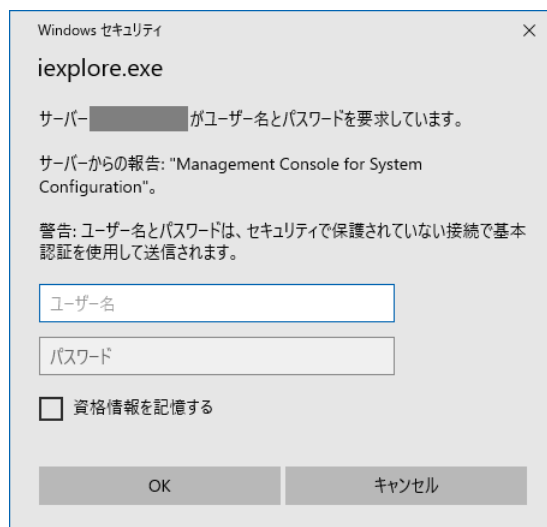 Windows セキュリティ
iexplore.exe
サーバー がユーザー名とパスワードを要求しています。
サーバーからの報告: "Management Console for System
Configuration"。
警告: ユーザー名とパスワードは、セキュリティで保護されていない接続で基本
認証を使用して送信されます。
ユーザー名
パスワード
資格情報を記憶する
OK
キャンセル